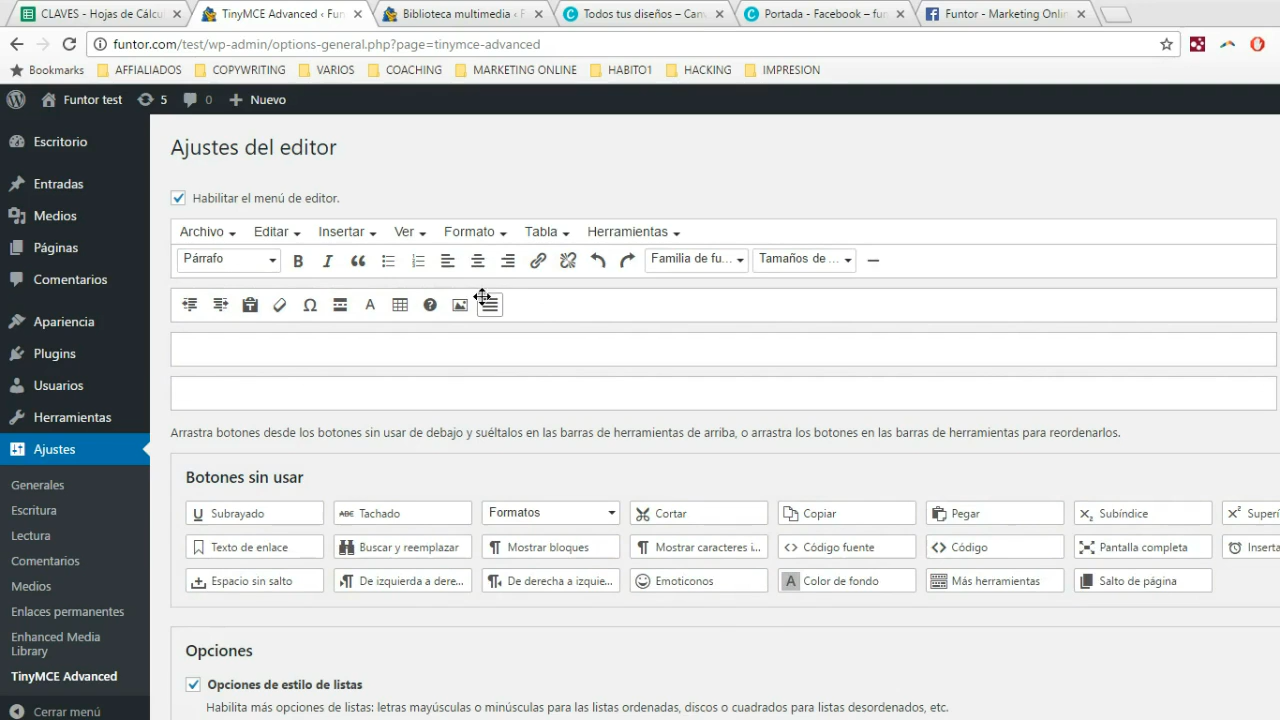 CLAVES - Hojas de Cálcu
TinyMCE Advanced ‹ Fun
Biblioteca multimedia ‹ F
Todos tus diseños – Can
Portada - Facebook – fun
Funtor - Marketing Onlin
funtor.com/test/wp-admin/options-general.php?page=tinymce-advanced
Bookmarks AFFIALIADOS COPYWRITING VARIOS COACHING MARKETING ONLINE HABITO1 HACKING IMPRESION
Funtor test 5 0 + Nuevo
Escritorio
Entradas
Medios
Páginas
Comentarios
Apariencia
Plugins
Usuarios
Herramientas
Ajustes
Generales
Escritura
Lectura
Comentarios
Medios
Enlaces permanentes
Enhanced Media
Library
TinyMCE Advanced
Cerrar menú
Ajustes del editor
Habilitar el menú de editor.
Archivo Editar Insertar Ver Formato Tabla Herramientas
Párrafo B I Familia de fu... Tamaños de ...
Ω A
Arrastra botones desde los botones sin usar de debajo y suéltalos en las barras de herramientas de arriba, o arrastra los botones en las barras de herramientas para reordenarlos.
Botones sin usar
U Subrayado ABC Tachado Formatos Cortar Copiar Pegar X₂ Subíndice X² Superí
Texto de enlace Buscar y reemplazar ¶ Mostrar bloques ¶ Mostrar caracteres i... <> Código fuente <> Código Pantalla completa Inserta
Espacio sin salto De izquierda a dere... De derecha a izquie... Emoticonos A Color de fondo Más herramientas Salto de página
Opciones
Opciones de estilo de listas
Habilita más opciones de listas: letras mayúsculas o minúsculas para las listas ordenadas, discos o cuadrados para listas desordenados, etc.